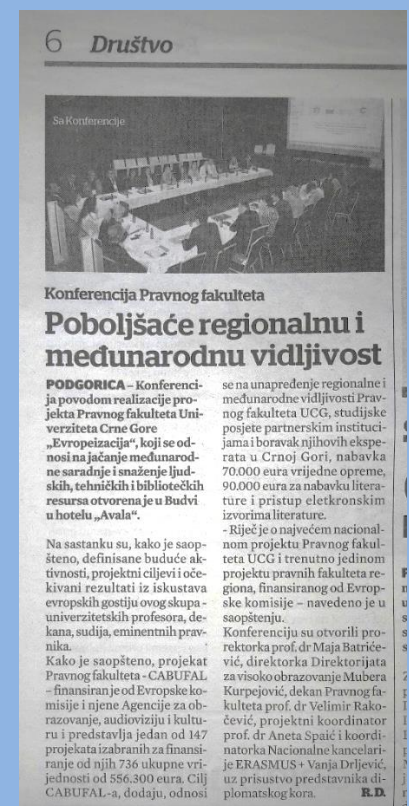 6 Društvo
Sa Konferencije
Konferencija Pravnog fakulteta
Poboljšaće regionalnu i
međunarodnu vidljivost
PODGORICA – Konferenci-
ja povodom realizacije pro-
jekta Pravnog fakulteta Uni-
verziteta Crne Gore
„Evropeizacija“, koji se od-
nosi na jačanje međunarod-
ne saradnje i snaženje ljud-
skih, tehničkih i bibliotečkih
resursa otvorena je u Budvi
u hotelu „Avala“.
Na sastanku su, kako je saop-
šteno, definisane buduće ak-
tivnosti, projektni ciljevi i oče-
kivani rezultati iz iskustava
evropskih gostiju ovog skupa -
univerzitetskih profesora, de-
kana, sudija, eminentnih prav-
nika.
Kako je saopšteno, projekat
Pravnog fakulteta - CABUFAL
– finansiran je od Evropske ko-
misije i njene Agencije za ob-
razovanje, audioviziju i kultu-
ru i predstavlja jedan od 147
projekata izabranih za finansi-
ranje od njih 736 ukupne vri-
jednosti od 556.300 eura. Cilj
CABUFAL-a, dodaju, odnosi
se na unapređenje regionalne i
međunarodne vidljivosti Prav-
nog fakulteta UCG, studijske
posjete partnerskim instituci-
jama i boravak njihovih ekspe-
rata u Crnoj Gori, nabavka
70.000 eura vrijedne opreme,
90.000 eura za nabavku litera-
ture i pristup eletkronskim
izvorima literature.
- Riječ je o najvećem nacional-
nom projektu Pravnog fakul-
teta UCG i trenutno jedinom
projektu pravnih fakulteta re-
giona, finansiranog od Evrop-
ske komisije – navedeno je u
saopštenju.
Konferenciju su otvorili pro-
rektorka prof. dr Maja Batriće-
vić, direktorka Direktorijata
za visoko obrazovanje Mubera
Kurpejović, dekan Pravnog fa-
kulteta prof. dr Velimir Rako-
čević, projektni koordinator
prof. dr Aneta Spaić i koordi-
natorka Nacionalne kancelari-
je ERASMUS + Vanja Drljević,
uz prisustvo predstavnika di-
plomatskog kora. R.D.